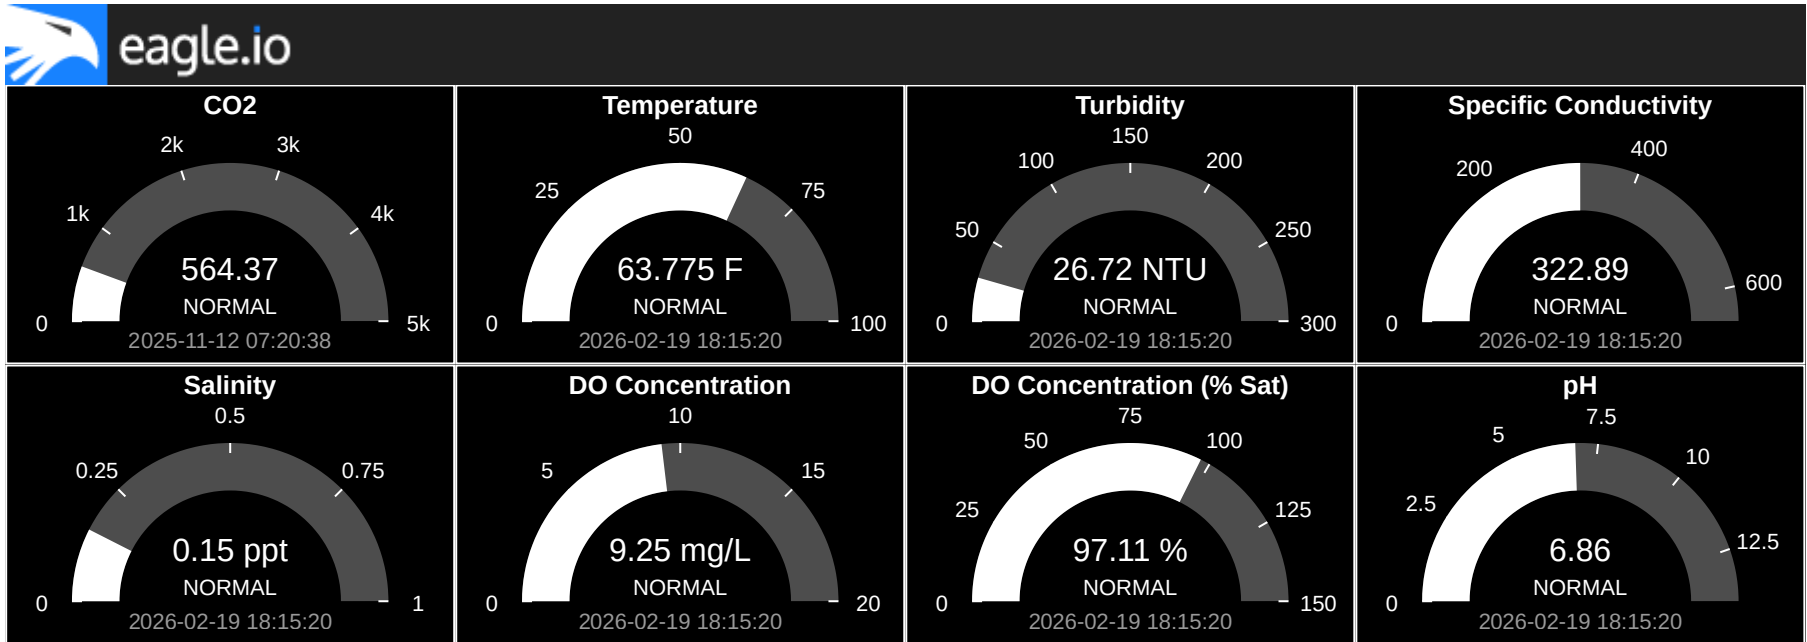 eagle.io
CO2
2k
3k
1k
4k
564.37
NORMAL
0
5k
2025-11-12 07:20:38
Temperature
50
25
75
63.775 F
NORMAL
0
100
2026-02-19 18:15:20
Turbidity
150
100
200
50
250
26.72 NTU
NORMAL
0
300
2026-02-19 18:15:20
Specific Conductivity
400
200
600
322.89
NORMAL
0
2026-02-19 18:15:20
Salinity
0.5
0.25
0.75
0.15 ppt
NORMAL
0
1
2026-02-19 18:15:20
DO Concentration
10
5
15
9.25 mg/L
NORMAL
0
20
2026-02-19 18:15:20
DO Concentration (% Sat)
75
50
100
25
125
97.11 %
NORMAL
0
150
2026-02-19 18:15:20
pH
7.5
5
10
2.5
12.5
6.86
NORMAL
0
2026-02-19 18:15:20